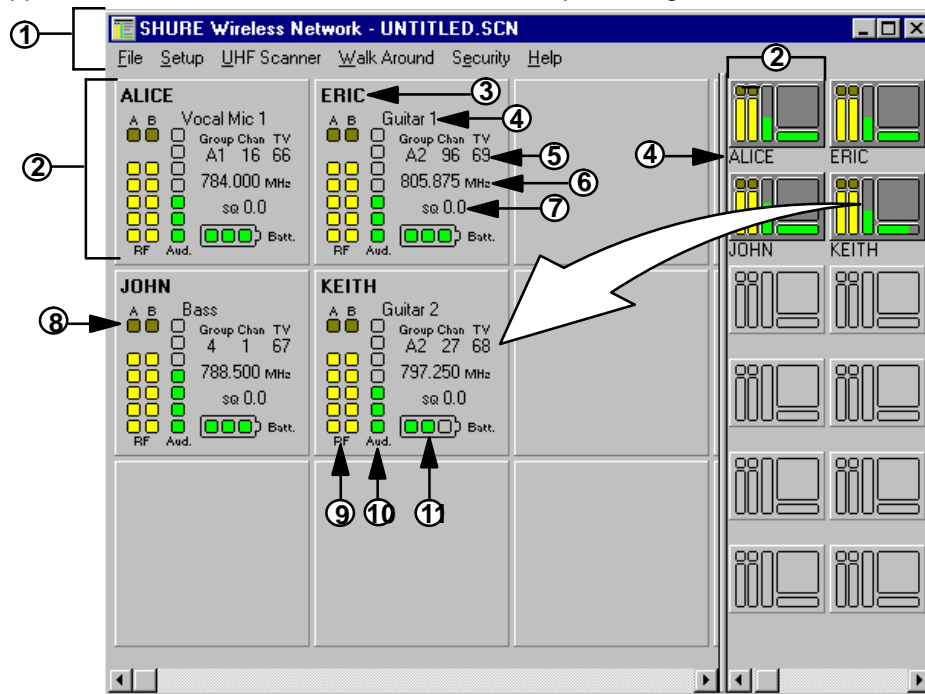 ① SHURE Wireless Network - UNTITLED.SCN
File Setup UHF Scanner Walk Around Security Help
② ②
ALICE
A B Vocal Mic 1
Group Chan TV
A1 16 66
784.000 MHz
SQ 0.0
Batt.
RF Aud.
ERIC ③
A B Guitar 1 ④
Group Chan TV
A2 96 69 ⑤
805.875 MHz ⑥
SQ 0.0 ⑦
Batt.
RF Aud.
④ ALICE ERIC
JOHN KEITH
JOHN
⑧ A B Bass
Group Chan TV
4 1 67
788.500 MHz
SQ 0.0
Batt.
RF Aud.
KEITH
A B Guitar 2
Group Chan TV
A2 27 68
797.250 MHz
SQ 0.0
Batt.
RF Aud.
⑨ ⑩ ⑪